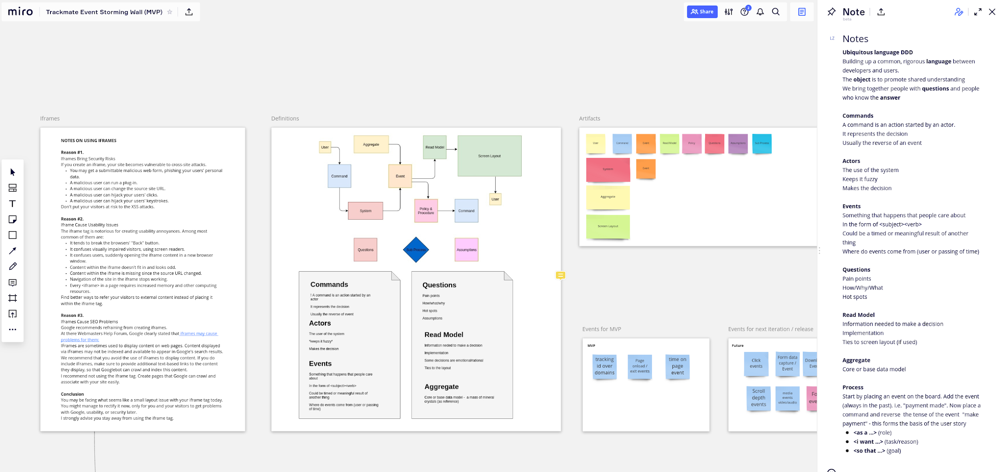 miro
Trackmate Event Storming Wall (MVP)
Share
2
Note
beta
Iframes
NOTES ON USING IFRAMES
Reason #1.
Iframes Bring Security Risks
If you create an iframe, your site becomes vulnerable to cross-site attacks.
• You may get a submittable malicious web form, phishing your users' personal
data.
• A malicious user can run a plug-in.
• A malicious user can change the source site URL.
• A malicious user can hijack your users' clicks.
• A malicious user can hijack your users' keystrokes.
Don't put your visitors at risk to the XSS attacks.
Reason #2.
Iframe Cause Usability Issues
The iframe tag is notorious for creating usability annoyances. Among most
common of them are:
• It tends to break the browsers' "Back" button.
• It confuses visually impaired visitors, using screen readers.
• It confuses users, suddenly opening the iframe content in a new browser
window.
• Content within the iframe doesn't fit in and looks odd.
• Content within the iframe is missing since the source URL changed.
• Navigation of the site in the iframe stops working.
• Every <iframe> in a page requires increased memory and other computing
resources.
Find better ways to refer your visitors to external content instead of placing it
within the iframe tag.
Reason #3.
Iframes Cause SEO Problems
Google recommends refraining from creating iframes.
At there Webmasters Help Forum, Google clearly stated that iframes may cause
problems for them:
IFrames are sometimes used to display content on web pages. Content displayed
via iFrames may not be indexed and available to appear in Google's search results.
We recommend that you avoid the use of iFrames to display content. If you do
include iFrames, make sure to provide additional text-based links to the content
they display, so that Googlebot can crawl and index this content.
I recommend not using the iframe tag. Create pages that Google can crawl and
associate with your site easily.
Conclusion
You may be facing what seems like a small layout issue with your iframe tag today.
You might manage to rectify it now, only for you and your visitors to get problems
with Google, usability, or security later.
I strongly advise you stay away from using the iframe tag.
Definitions
User
Aggregate
Read Model
Screen Layout
Command
Event
User
System
Policy &
Procedure
Command
Questions
Sub Process
Assumptions
Commands
! A command is an action started by an
actor
It represents the decision
Usually the reverse of event
Actors
The user of the system
*keeps it fuzzy*
Makes the decision
Events
Something that happens that people care
about
In the form of <subject><verb>
Could be timed or meaningful result of
another thing
Where do events come from (user or passing
of time)
Questions
Pain points
How/what/why
Hot spots
Assumptions
Read Model
Information neded to make a decision
Implementation
Some decisions are emotional/rational
Ties to the layout
Aggregate
Core or base data model - a mass of mineral
crystals (as reference)
Artifacts
User
Command
Event
Read Model
Policy
Questions
Assumptions
Sub Process
System
Event
Aggregate
Screen Layout
Events for MVP
MVP
tracking
id over
domains
Page
onload /
exit events
time on
page
event
Events for next iteration / release
Future
Click
events
Form data
capture /
Event
Downl
Eve
Scroll
depth
events
media
events
video/audio
Fo
eve
LZ
Notes
Ubiquitous language DDD
Building up a common, rigorous language between
developers and users.
The object is to promote shared understanding
We bring together people with questions and people
who know the answer
Commands
A command is an action started by an actor.
It represents the decision
Usually the reverse of an event
Actors
The use of the system
Keeps it fuzzy
Makes the decision
Events
Something that happens that people care about
In the form of <subject><verb>
Could be a timed or meaningful result of another
thing
Where do events come from (user or passing of time)
Questions
Pain points
How/Why/What
Hot spots
Read Model
Information needed to make a decision
Implementation
Ties to screen layout (if used)
Aggregate
Core or base data model
Process
Start by placing an event on the board. Add the event
(always in the past). i.e. "payment made". Now place a
command and reverse the tense of the event "make
payment" - this forms the basis of the user story
• <as a ...> (role)
• <i want ...> (task/reason)
• <so that ...> (goal)